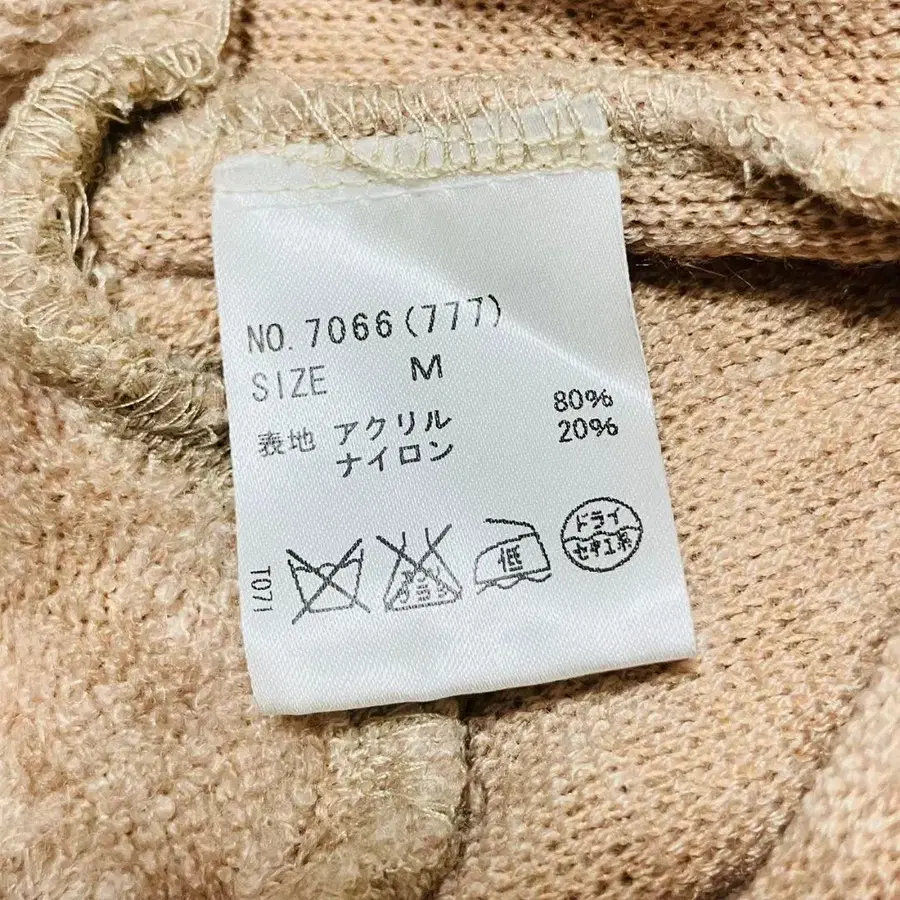 NO. 7066(777)
SIZE M
表地 アクリル 80%
ナイロン 20%
低
ドライ
セキユ系
T071